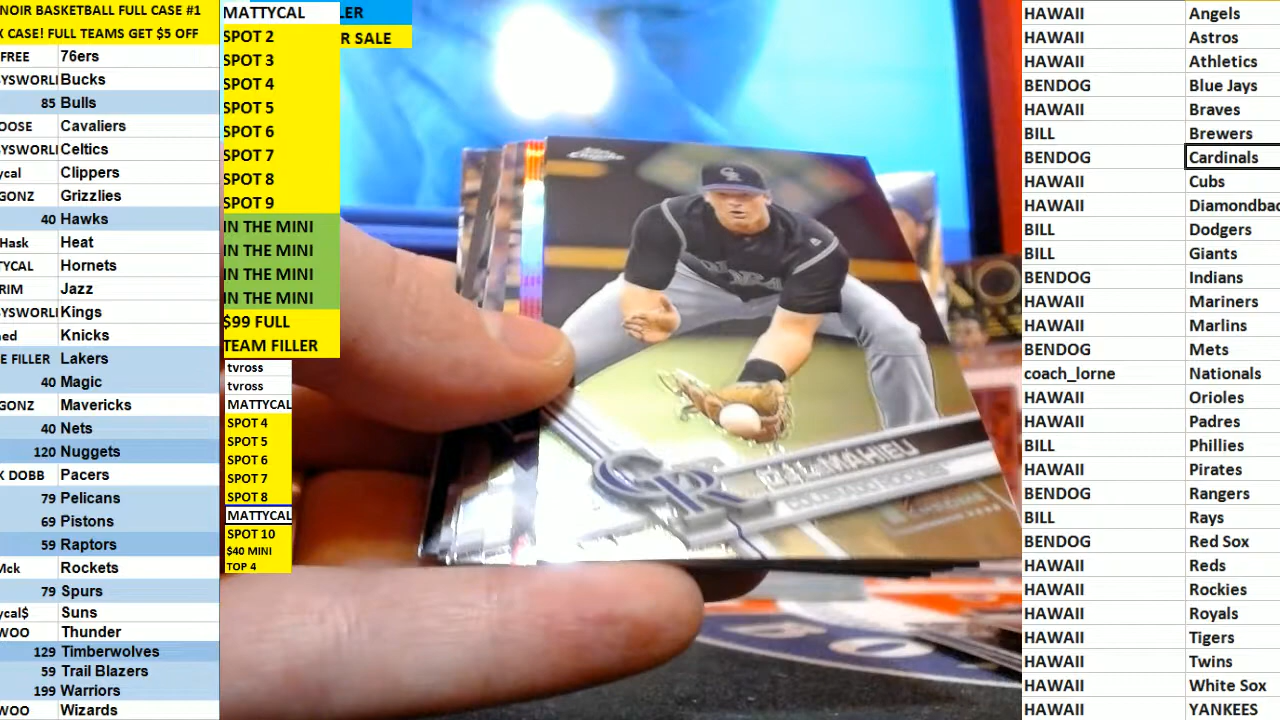 NOIR BASKETBALL FULL CASE #1
CASE! FULL TEAMS GET $5 OFF
FREE 76ers
YSWORL Bucks
85 Bulls
OOSE Cavaliers
YSWORL Celtics
ycal Clippers
GONZ Grizzlies
40 Hawks
Hask Heat
TYCAL Hornets
RIM Jazz
YSWORL Kings
ned Knicks
E FILLER Lakers
40 Magic
GONZ Mavericks
40 Nets
120 Nuggets
K DOBB Pacers
79 Pelicans
69 Pistons
59 Raptors
Mck Rockets
79 Spurs
ycal$ Suns
WOO Thunder
129 Timberwolves
59 Trail Blazers
199 Warriors
WOO Wizards
MATTYCAL LER
SPOT 2 R SALE
SPOT 3
SPOT 4
SPOT 5
SPOT 6
SPOT 7
SPOT 8
SPOT 9
IN THE MINI
IN THE MINI
IN THE MINI
IN THE MINI
$99 FULL
TEAM FILLER
tvross
tvross
MATTYCAL
SPOT 4
SPOT 5
SPOT 6
SPOT 7
SPOT 8
MATTYCAL
SPOT 10
$40 MINI
TOP 4
CR
MAHIEU
CR
HAWAII Angels
HAWAII Astros
HAWAII Athletics
BENDOG Blue Jays
HAWAII Braves
BILL Brewers
BENDOG Cardinals
HAWAII Cubs
HAWAII Diamondbac
BILL Dodgers
BILL Giants
BENDOG Indians
HAWAII Mariners
HAWAII Marlins
BENDOG Mets
coach_lorne Nationals
HAWAII Orioles
HAWAII Padres
BILL Phillies
HAWAII Pirates
BENDOG Rangers
BILL Rays
BENDOG Red Sox
HAWAII Reds
HAWAII Rockies
HAWAII Royals
HAWAII Tigers
HAWAII Twins
HAWAII White Sox
HAWAII YANKEES